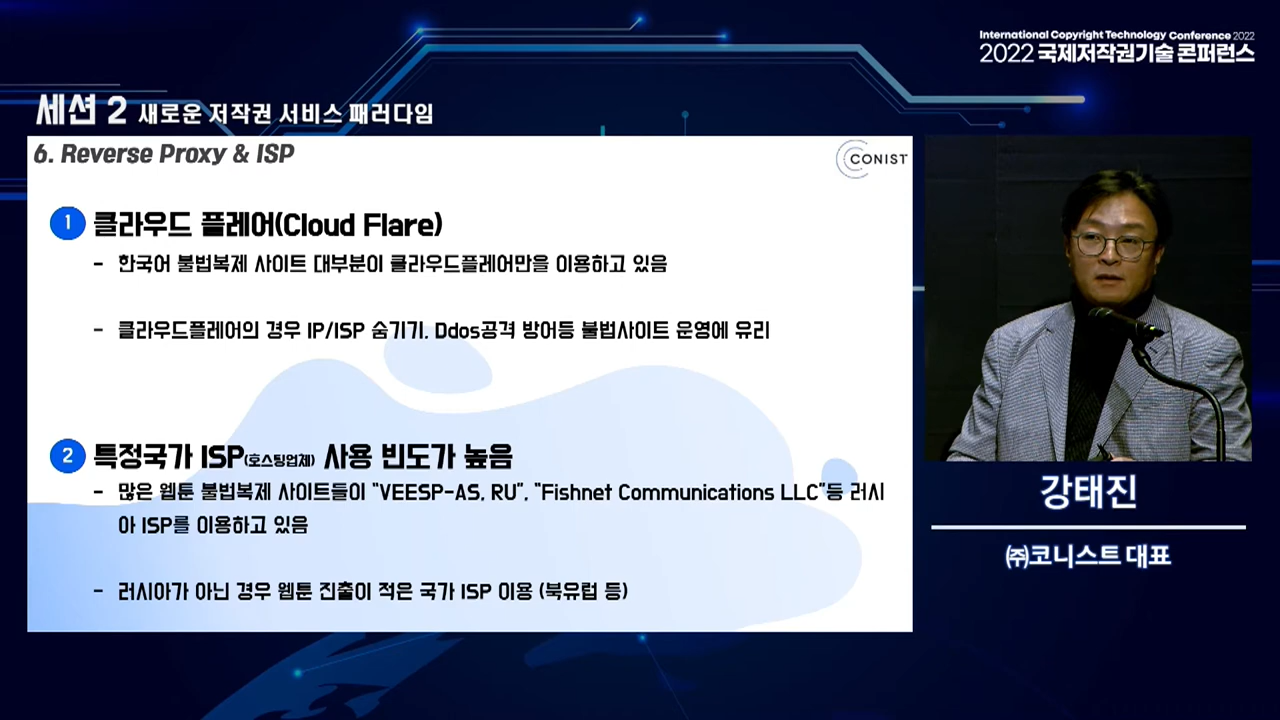 International Copyright Technology Conference 2022
2022 국제저작권기술 콘퍼런스
세션 2 새로운 저작권 서비스 패러다임
6. Reverse Proxy & ISP
CONIST
1 클라우드 플레어(Cloud Flare)
- 한국어 불법복제 사이트 대부분이 클라우드플레어만을 이용하고 있음
- 클라우드플레어의 경우 IP/ISP 숨기기, Ddos공격 방어등 불법사이트 운영에 유리
2 특정국가 ISP(호스팅업체) 사용 빈도가 높음
- 많은 웹툰 불법복제 사이트들이 "VEESP-AS, RU", "Fishnet Communications LLC"등 러시
아 ISP를 이용하고 있음
- 러시아가 아닌 경우 웹툰 진출이 적은 국가 ISP 이용 (북유럽 등)
강태진
㈜코니스트 대표